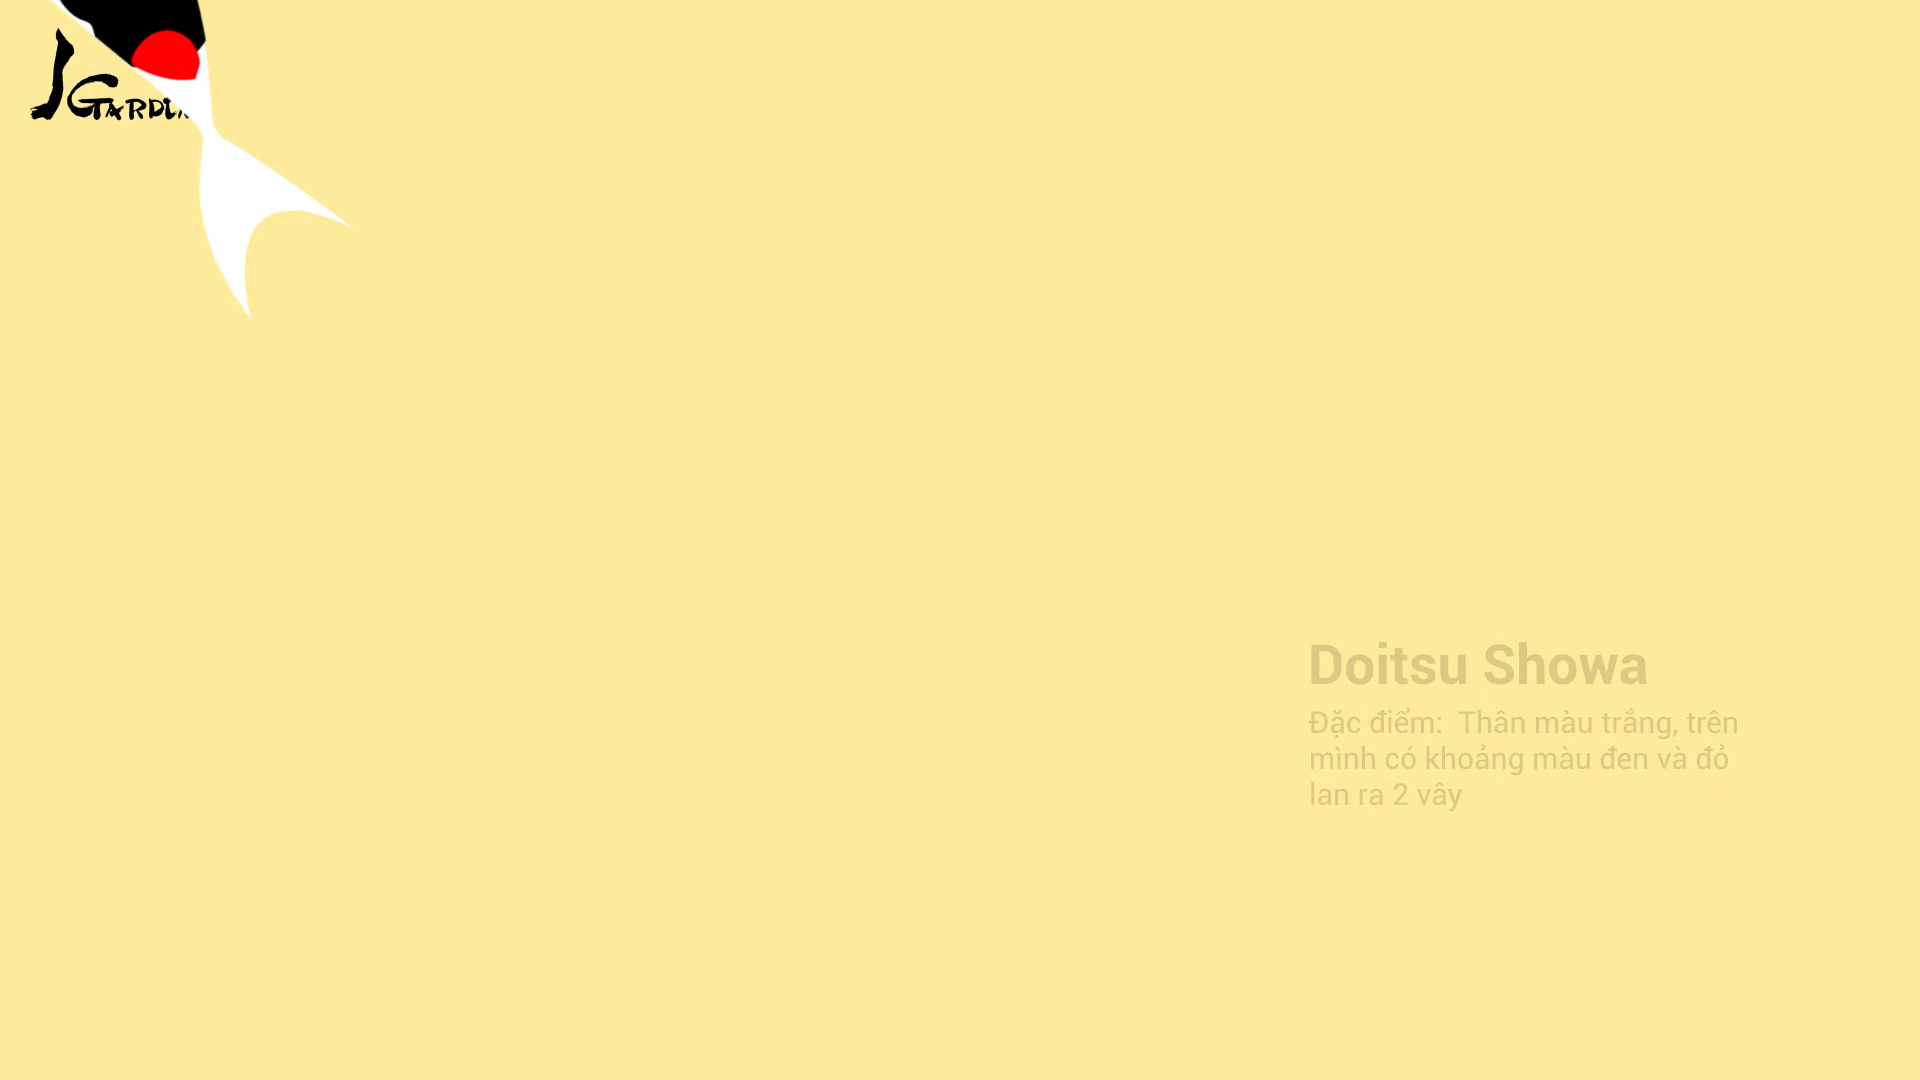 Doitsu Showa
Đặc điểm:  Thân màu trắng, trên
mình có khoảng màu đen và đỏ
lan ra 2 vây